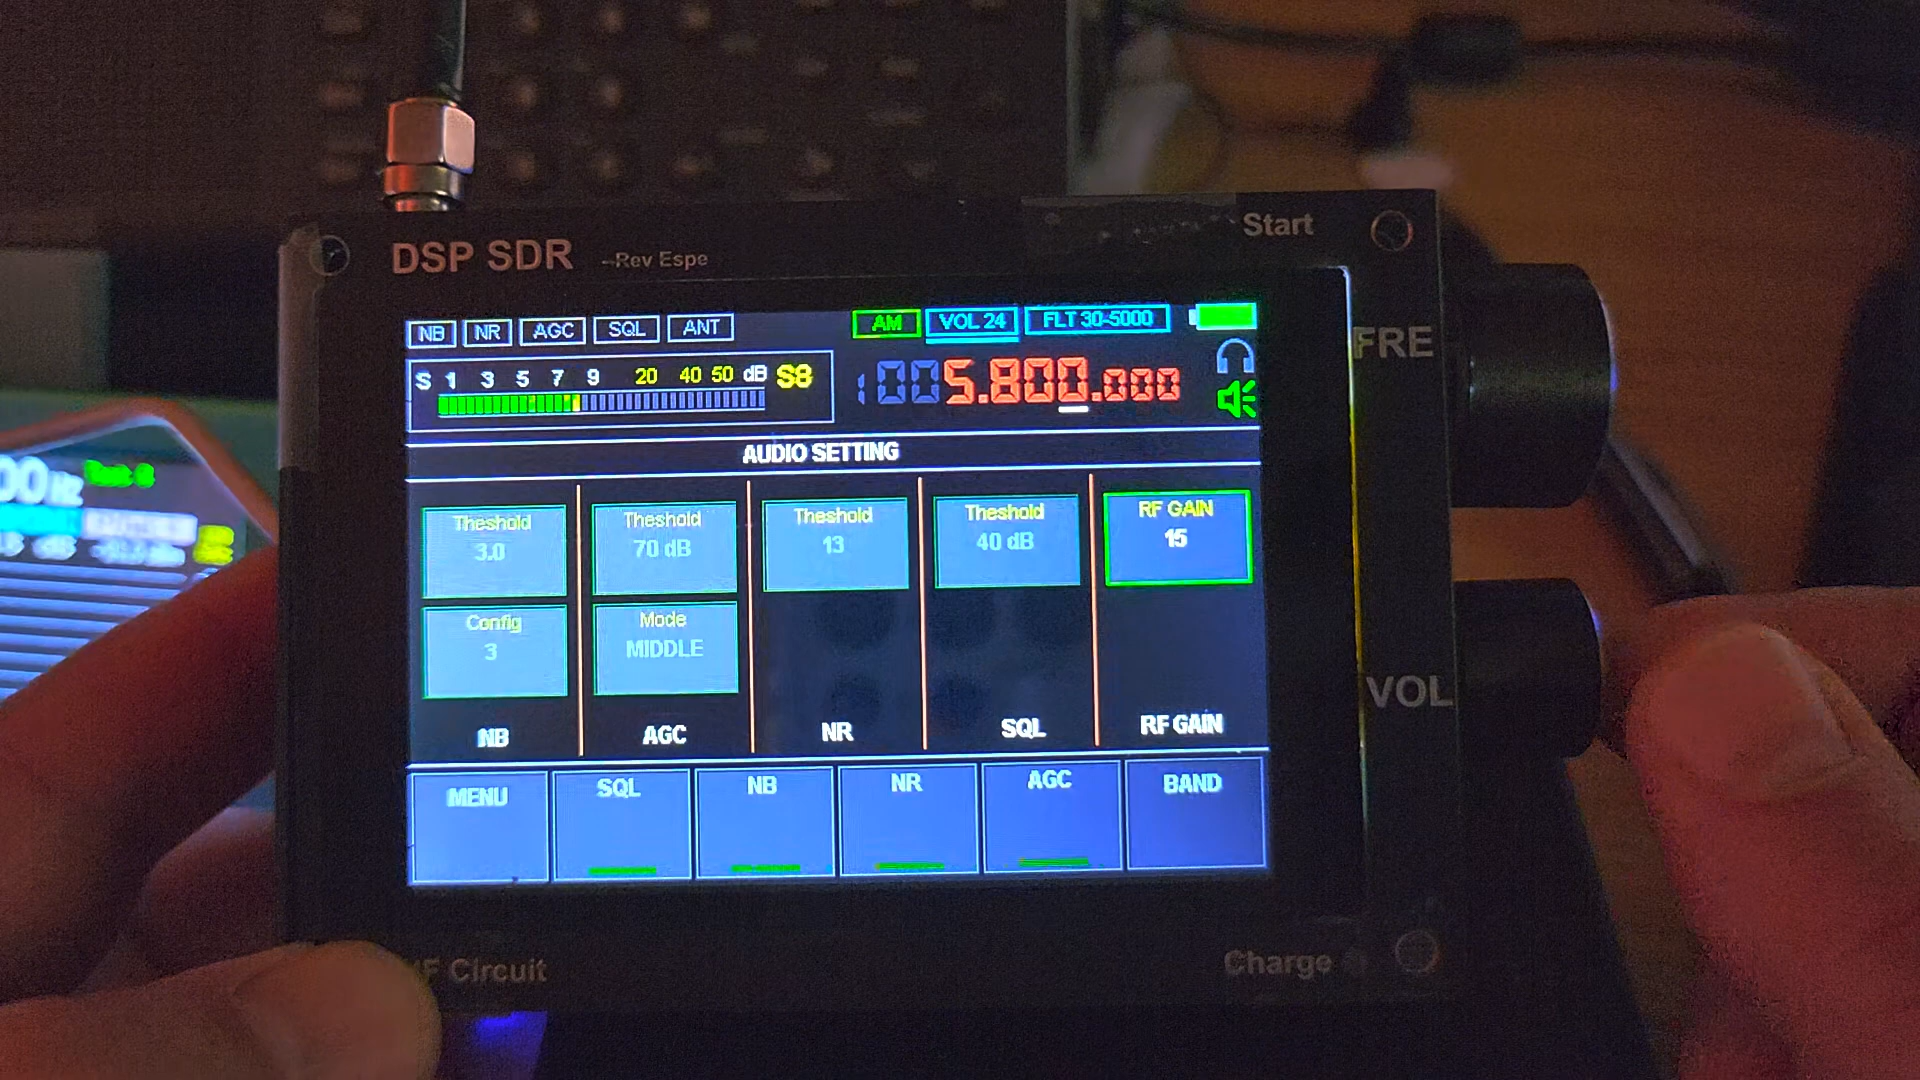 Start
DSP SDR --Rev Espe
NB NR AGC SQL ANT AM VOL 24 FLT 30-5000
S 1 3 5 7 9 20 40 50 dB S8 1005.800.000
FRE
AUDIO SETTING
Theshold Theshold Theshold Theshold RF GAIN
3.0 70 dB 13 40 dB 15
Config Mode
3 MIDDLE
VOL
NB AGC NR SQL RF GAIN
MENU SQL NB NR AGC BAND
Circuit Charge
00 Hz